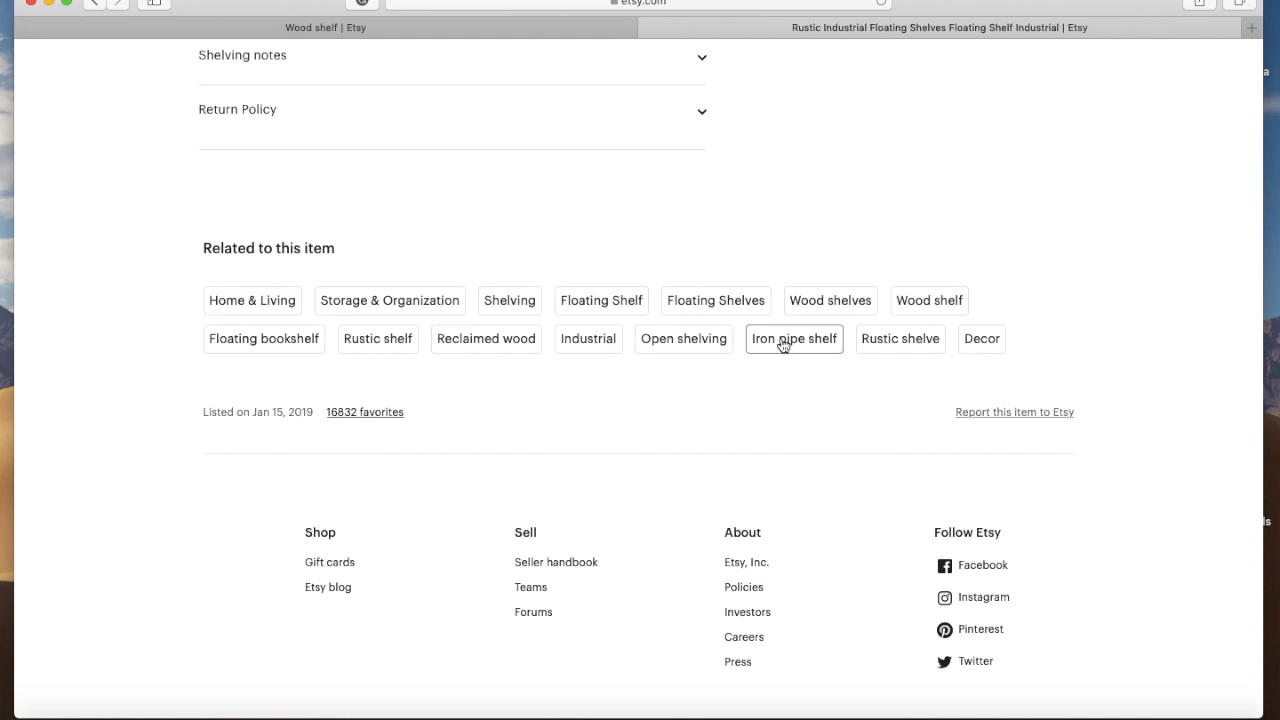 etsy.com
Wood shelf | Etsy
Rustic Industrial Floating Shelves Floating Shelf Industrial | Etsy
Shelving notes
Return Policy
Related to this item
Home & Living Storage & Organization Shelving Floating Shelf Floating Shelves Wood shelves Wood shelf
Floating bookshelf Rustic shelf Reclaimed wood Industrial Open shelving Iron pipe shelf Rustic shelve Decor
Listed on Jan 15, 2019 16832 favorites Report this item to Etsy
Shop Sell About Follow Etsy
Gift cards Seller handbook Etsy, Inc. Facebook
Etsy blog Teams Policies Instagram
Forums Investors Pinterest
Careers
Press Twitter